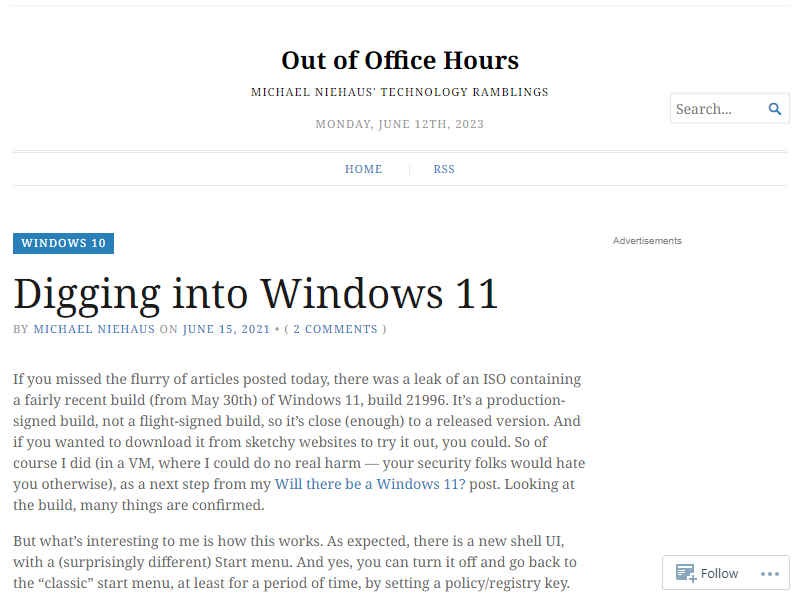 Out of Office Hours
MICHAEL NIEHAUS' TECHNOLOGY RAMBLINGS
MONDAY, JUNE 12TH, 2023
Search...
HOME
RSS
WINDOWS 10
Advertisements
Digging into Windows 11
BY MICHAEL NIEHAUS ON JUNE 15, 2021 • ( 2 COMMENTS )
If you missed the flurry of articles posted today, there was a leak of an ISO containing
a fairly recent build (from May 30th) of Windows 11, build 21996. It’s a production-
signed build, not a flight-signed build, so it’s close (enough) to a released version. And
if you wanted to download it from sketchy websites to try it out, you could. So of
course I did (in a VM, where I could do no real harm — your security folks would hate
you otherwise), as a next step from my Will there be a Windows 11? post. Looking at
the build, many things are confirmed.
But what’s interesting to me is how this works. As expected, there is a new shell UI,
with a (surprisingly different) Start menu. And yes, you can turn it off and go back to
the “classic” start menu, at least for a period of time, by setting a policy/registry key.
Follow